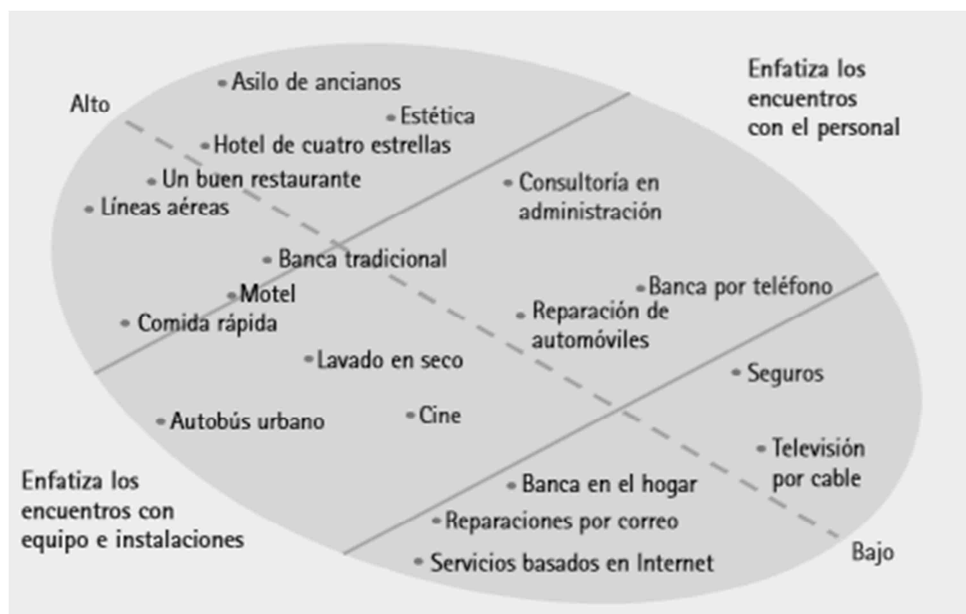 Asilo de ancianos
Alto
Estética
Hotel de cuatro estrellas
Un buen restaurante
Líneas aéreas
Enfatiza los
encuentros
con el personal
Consultoría en
administración
Banca tradicional
Motel
Comida rápida
Banca por teléfono
Reparación de
automóviles
Lavado en seco
Seguros
Autobús urbano
Cine
Televisión
por cable
Enfatiza los
encuentros con
equipo e instalaciones
Banca en el hogar
Reparaciones por correo
Servicios basados en Internet
Bajo